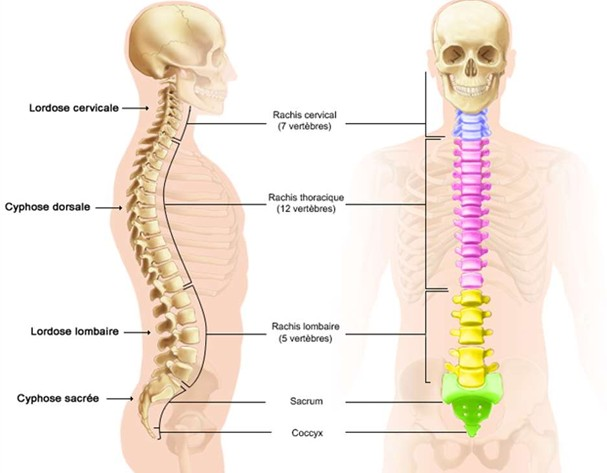 Lordose cervicale
Rachis cervical
(7 vertèbres)
Cyphose dorsale
Rachis thoracique
(12 vertèbres)
Lordose lombaire
Rachis lombaire
(5 vertèbres)
Cyphose sacrée
Sacrum
Coccyx